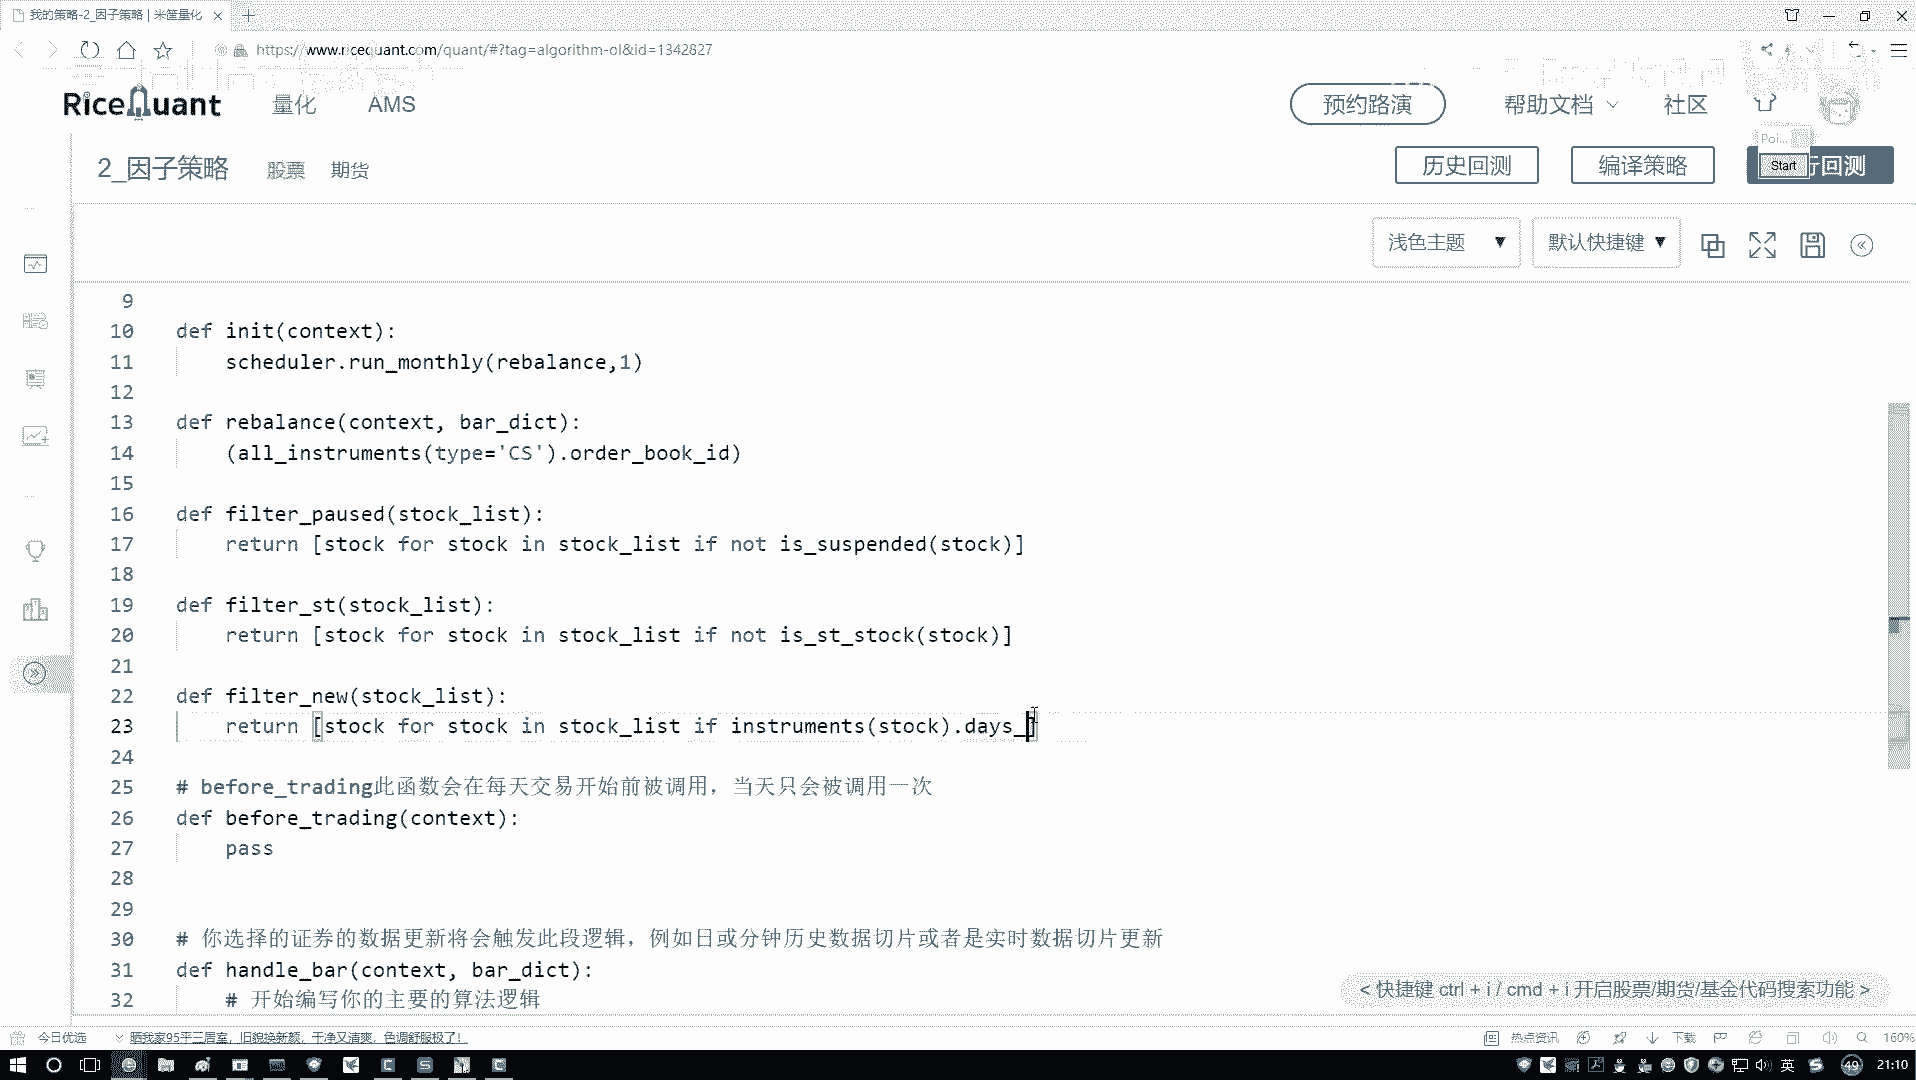 我的策略-2_因子策略 | 米筐量化
https://www.ricequant.com/quant/#?tag=algorithm-ol&id=1342827
RiceQuant 量化 AMS 预约路演 帮助文档 社区
Poi...
2_因子策略 股票 期货 历史回测 编译策略 Start 行回测
浅色主题 ▼ 默认快捷键 ▼
9
10 def init(context):
11 scheduler.run_monthly(rebalance,1)
12
13 def rebalance(context, bar_dict):
14 (all_instruments(type='CS').order_book_id)
15
16 def filter_paused(stock_list):
17 return [stock for stock in stock_list if not is_suspended(stock)]
18
19 def filter_st(stock_list):
20 return [stock for stock in stock_list if not is_st_stock(stock)]
21
22 def filter_new(stock_list):
23 return [stock for stock in stock_list if instruments(stock).days_]
24
25 # before_trading此函数会在每天交易开始前被调用，当天只会被调用一次
26 def before_trading(context):
27 pass
28
29
30 # 你选择的证券的数据更新将会触发此段逻辑，例如日或分钟历史数据切片或者是实时数据切片更新
31 def handle_bar(context, bar_dict):
32 # 开始编写你的主要的算法逻辑
< 快捷键 ctrl + i / cmd + i 开启股票/期货/基金代码搜索功能 >
今日优选 晒我家95平三居室，旧貌换新颜，干净又清爽，色调舒服极了！ 热点资讯 下载 160%
英 49 21:10